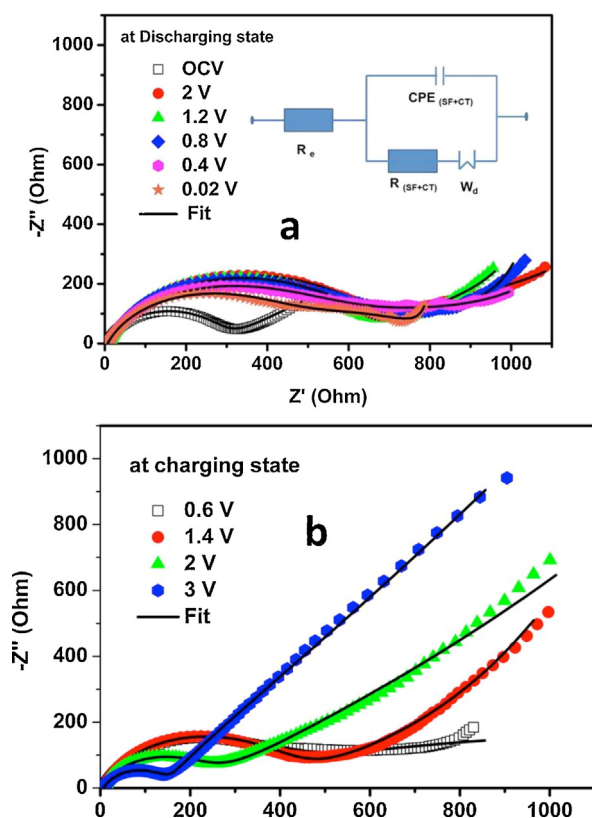 at Discharging state
OCV
2 V
1.2 V
0.8 V
0.4 V
0.02 V
Fit
CPE (SF+CT)
R e
R (SF+CT)
W d
a
1000
800
600
400
200
0
-Z'' (Ohm)
0 200 400 600 800 1000
Z' (Ohm)
at charging state
0.6 V
1.4 V
2 V
3 V
Fit
b
1000
800
600
400
200
0
-Z'' (Ohm)
0 200 400 600 800 1000